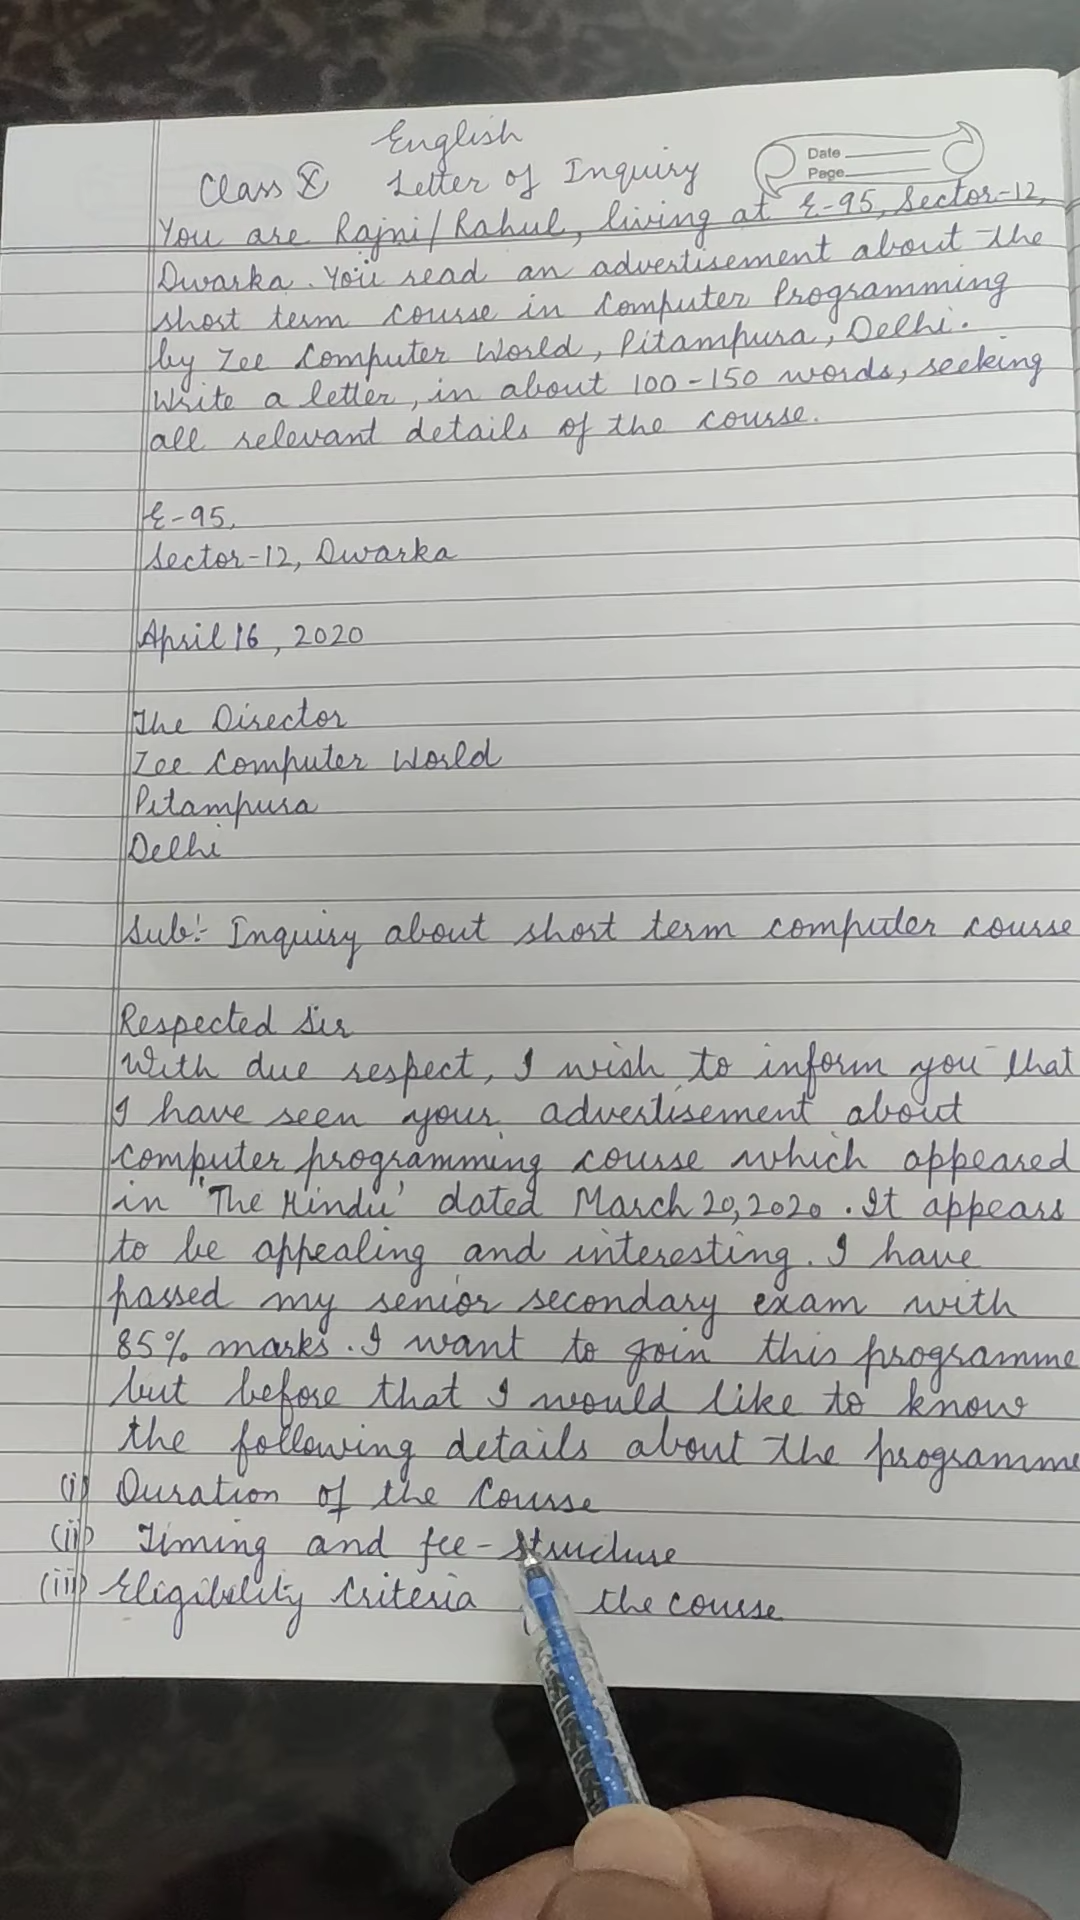 English
Class X Letter of Inquiry
Date
Page
You are Rajni/Rahul, living at E-95, Sector-12,
Dwarka. You read an advertisement about the
short term course in Computer Programming
by Zee Computer World, Pitampura, Delhi.
Write a letter, in about 100-150 words, seeking
all relevant details of the course.
E-95,
Sector-12, Dwarka
April 16, 2020
The Director
Zee Computer World
Pitampura
Delhi
Sub:- Inquiry about short term computer course
Respected Sir
With due respect, I wish to inform you that
I have seen your advertisement about
computer programming course which appeared
in 'The Hindu' dated March 20, 2020. It appears
to be appealing and interesting. I have
passed my senior secondary exam with
85% marks. I want to join this programme
but before that I would like to know
the following details about the programme
(i) Duration of the Course
(ii) Timing and fee-structure
(iii) Eligibility Criteria the course